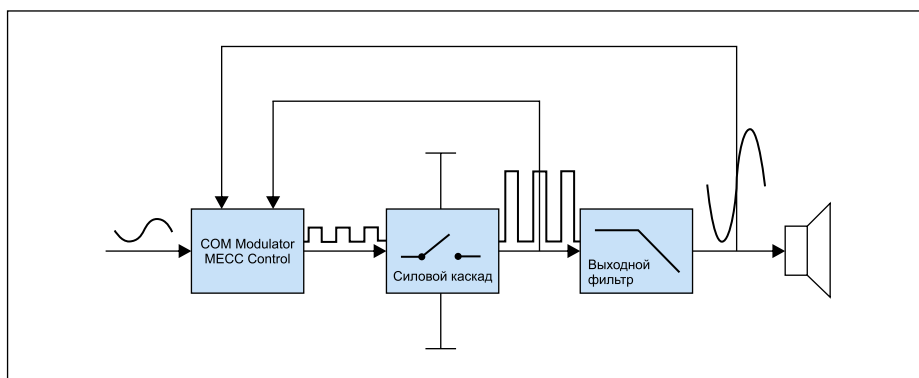 COM Modulator
MECC Control
Силовой каскад
Выходной
фильтр